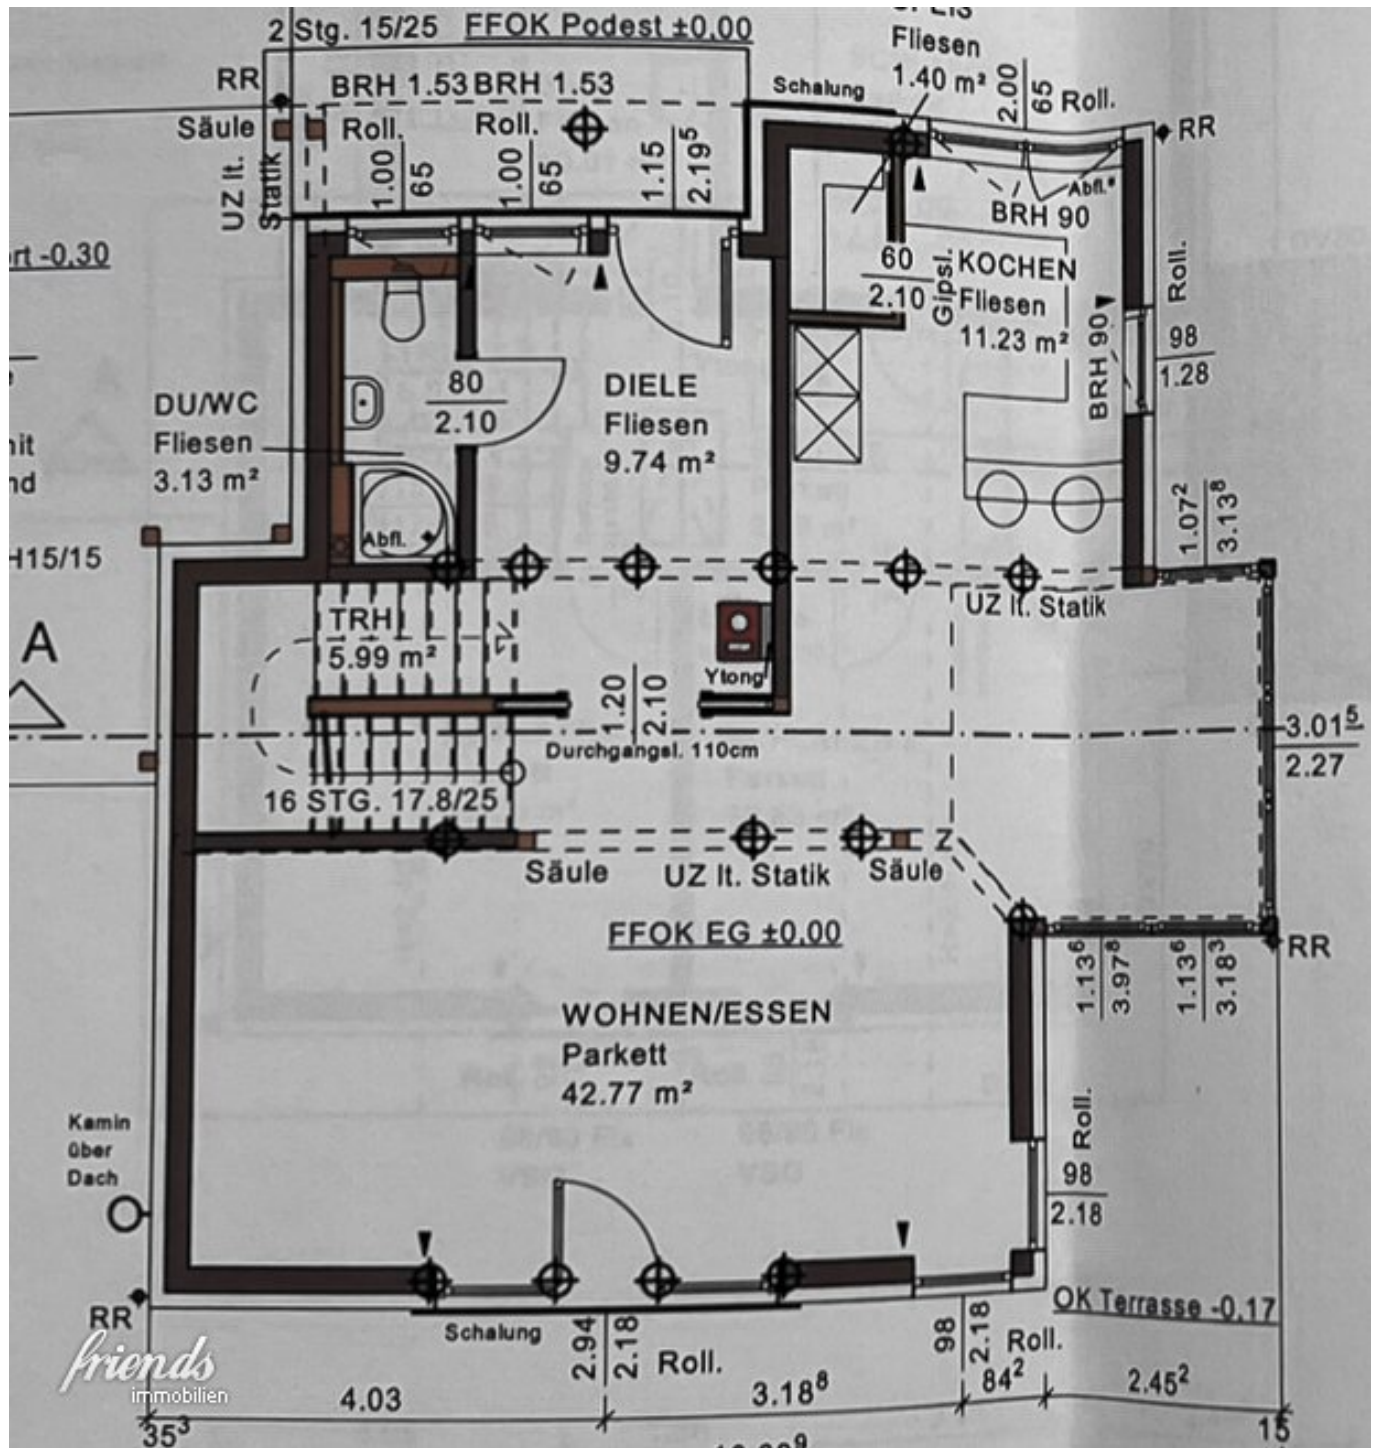 2 Stg. 15/25 FFOK Podest ±0,00
Fliesen
1.40 m²
Schalung
2.00
65
Roll.
RR
RR
BRH 1.53 BRH 1.53
Säule
Roll.
Roll.
UZ lt.
Statik
1.00
65
1.00
65
1.15
2.19⁵
Abfl.
BRH 90
-0,30
60
2.10
Gipsl.
KOCHEN
Fliesen
11.23 m²
Roll.
BRH 90
98
1.28
DU/WC
Fliesen
3.13 m²
80
2.10
DIELE
Fliesen
9.74 m²
Abfl.
1.07²
3.13⁸
H15/15
UZ lt. Statik
A
TRH
5.99 m²
Ytong
1.20
2.10
Durchgangsl. 110cm
3.01⁵
2.27
16 STG. 17.8/25
Säule
UZ lt. Statik
Säule
FFOK EG ±0,00
RR
1.13⁶
3.97⁸
1.13⁶
3.18³
WOHNEN/ESSEN
Parkett
42.77 m²
Kamin
über
Dach
Roll.
98
2.18
OK Terrasse -0,17
RR
Schalung
2.94
2.18
Roll.
98
2.18
Roll.
friends
immobilien
4.03
3.18⁸
84²
2.45²
35³
15